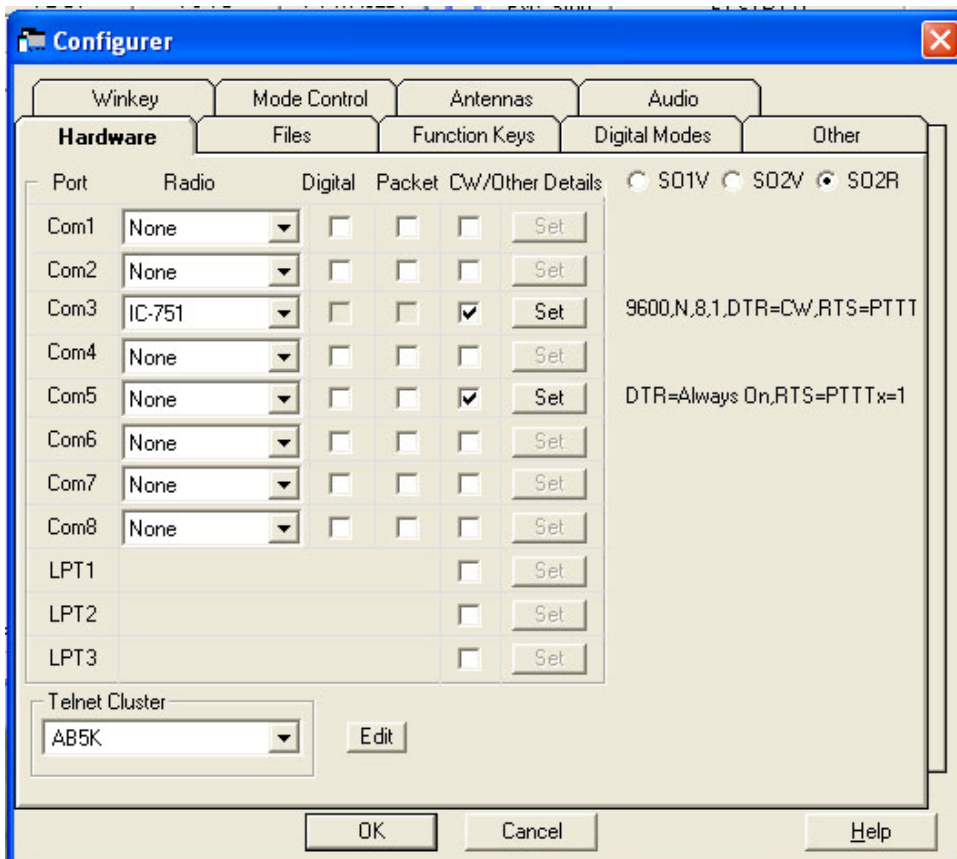 Configurer
Winkey Mode Control Antennas Audio
Hardware Files Function Keys Digital Modes Other
Port Radio Digital Packet CW/Other Details SO1V SO2V SO2R
Com1 None Set
Com2 None Set
Com3 IC-751 Set 9600,N,8,1,DTR=CW,RTS=PTTT
Com4 None Set
Com5 None Set DTR=Always On,RTS=PTTTx=1
Com6 None Set
Com7 None Set
Com8 None Set
LPT1 Set
LPT2 Set
LPT3 Set
Telnet Cluster
AB5K Edit
OK Cancel Help